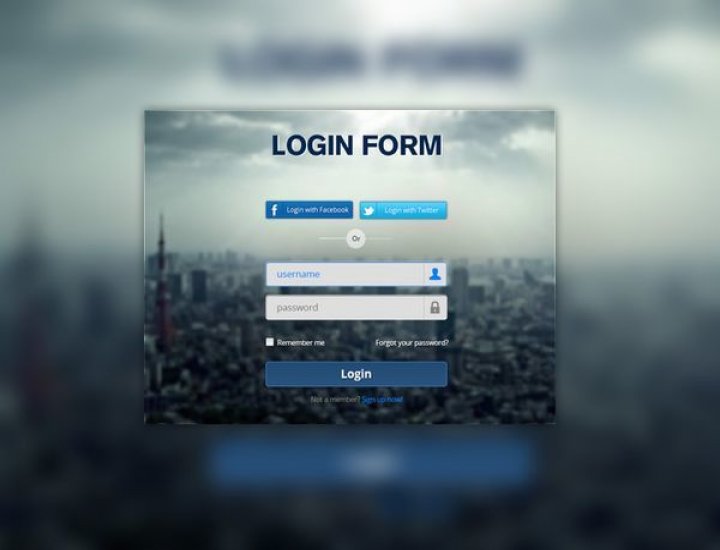 LOGIN FORM
Login with Facebook Login with Twitter
Or
username
password
Remember me Forgot your password?
Login
Not a member? Sign up now!